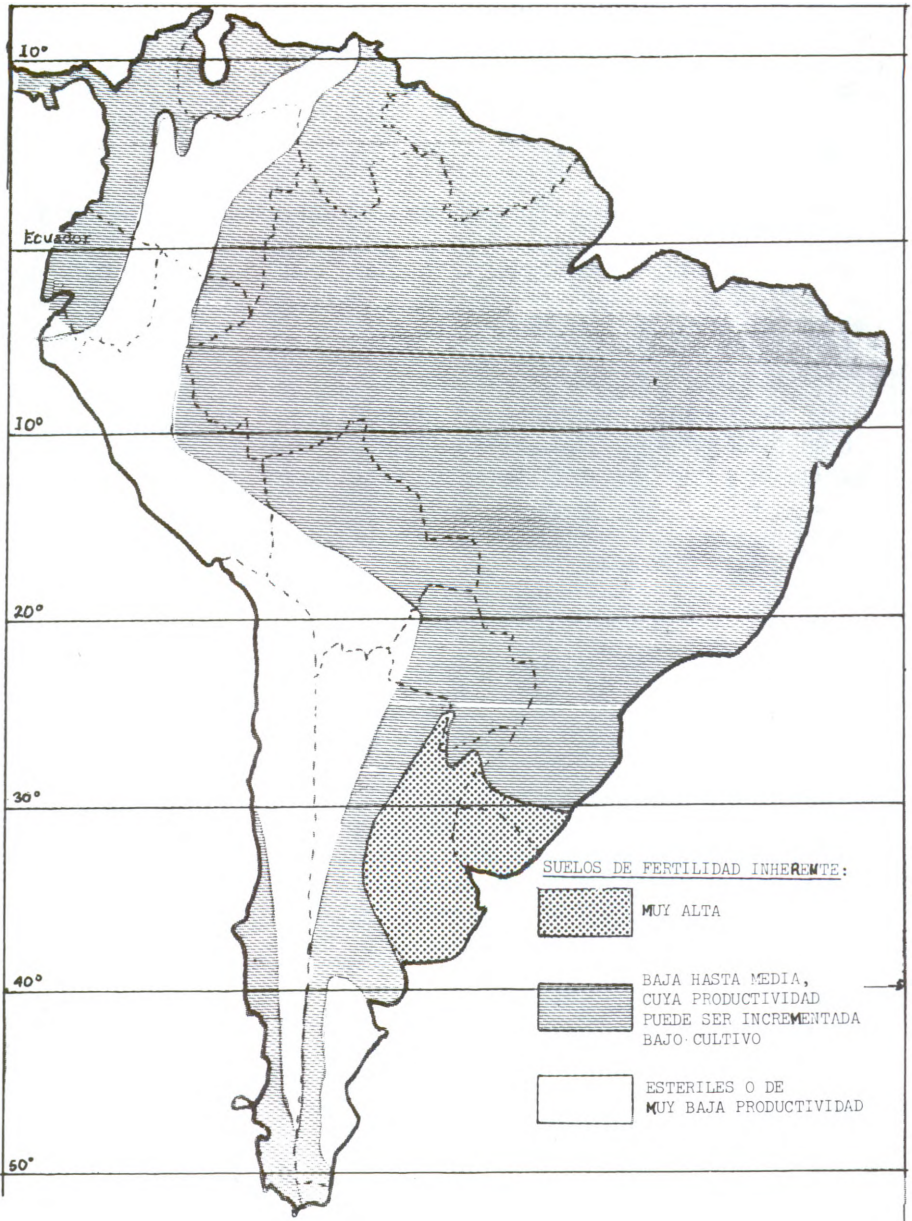 10°
Ecuador
10°
20°
30°
SUELOS DE FERTILIDAD INHERENTE:
MUY ALTA
40°
BAJA HASTA MEDIA,
CUYA PRODUCTIVIDAD
PUEDE SER INCREMENTADA
BAJO CULTIVO
ESTERILES O DE
MUY BAJA PRODUCTIVIDAD
50°